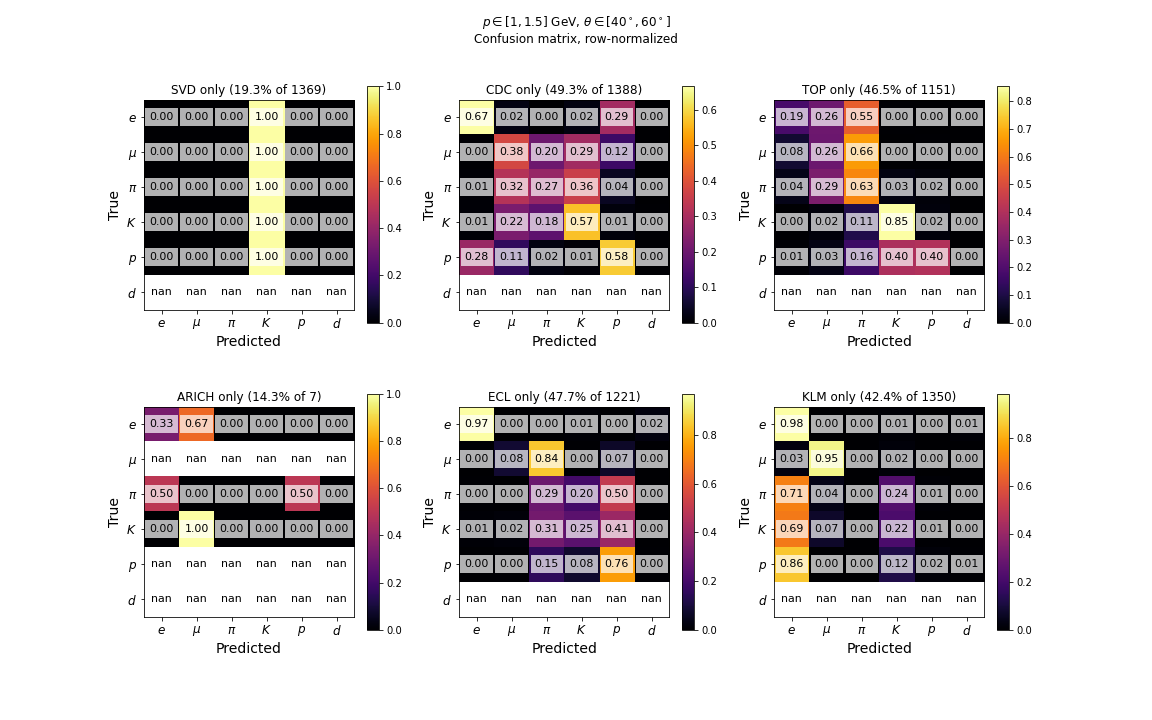 p ∈ [1, 1.5] GeV, θ ∈ [40°, 60°]
Confusion matrix, row-normalized
SVD only (19.3% of 1369)
True
e 0.00 0.00 0.00 1.00 0.00 0.00
μ 0.00 0.00 0.00 1.00 0.00 0.00
π 0.00 0.00 0.00 1.00 0.00 0.00
K 0.00 0.00 0.00 1.00 0.00 0.00
p 0.00 0.00 0.00 1.00 0.00 0.00
d nan nan nan nan nan nan
e μ π K p d
Predicted
1.0
0.8
0.6
0.4
0.2
0.0
CDC only (49.3% of 1388)
True
e 0.67 0.02 0.00 0.02 0.29 0.00
μ 0.00 0.38 0.20 0.29 0.12 0.00
π 0.01 0.32 0.27 0.36 0.04 0.00
K 0.01 0.22 0.18 0.57 0.01 0.00
p 0.28 0.11 0.02 0.01 0.58 0.00
d nan nan nan nan nan nan
e μ π K p d
Predicted
0.6
0.5
0.4
0.3
0.2
0.1
0.0
TOP only (46.5% of 1151)
True
e 0.19 0.26 0.55 0.00 0.00 0.00
μ 0.08 0.26 0.66 0.00 0.00 0.00
π 0.04 0.29 0.63 0.03 0.02 0.00
K 0.00 0.02 0.11 0.85 0.02 0.00
p 0.01 0.03 0.16 0.40 0.40 0.00
d nan nan nan nan nan nan
e μ π K p d
Predicted
0.8
0.7
0.6
0.5
0.4
0.3
0.2
0.1
0.0
ARICH only (14.3% of 7)
True
e 0.33 0.67 0.00 0.00 0.00 0.00
μ nan nan nan nan nan nan
π 0.50 0.00 0.00 0.00 0.50 0.00
K 0.00 1.00 0.00 0.00 0.00 0.00
p nan nan nan nan nan nan
d nan nan nan nan nan nan
e μ π K p d
Predicted
1.0
0.8
0.6
0.4
0.2
0.0
ECL only (47.7% of 1221)
True
e 0.97 0.00 0.00 0.01 0.00 0.02
μ 0.00 0.08 0.84 0.00 0.07 0.00
π 0.00 0.00 0.29 0.20 0.50 0.00
K 0.01 0.02 0.31 0.25 0.41 0.00
p 0.00 0.00 0.15 0.08 0.76 0.00
d nan nan nan nan nan nan
e μ π K p d
Predicted
0.8
0.6
0.4
0.2
0.0
KLM only (42.4% of 1350)
True
e 0.98 0.00 0.00 0.01 0.00 0.01
μ 0.03 0.95 0.00 0.02 0.00 0.00
π 0.71 0.04 0.00 0.24 0.01 0.00
K 0.69 0.07 0.00 0.22 0.01 0.00
p 0.86 0.00 0.00 0.12 0.02 0.01
d nan nan nan nan nan nan
e μ π K p d
Predicted
0.8
0.6
0.4
0.2
0.0